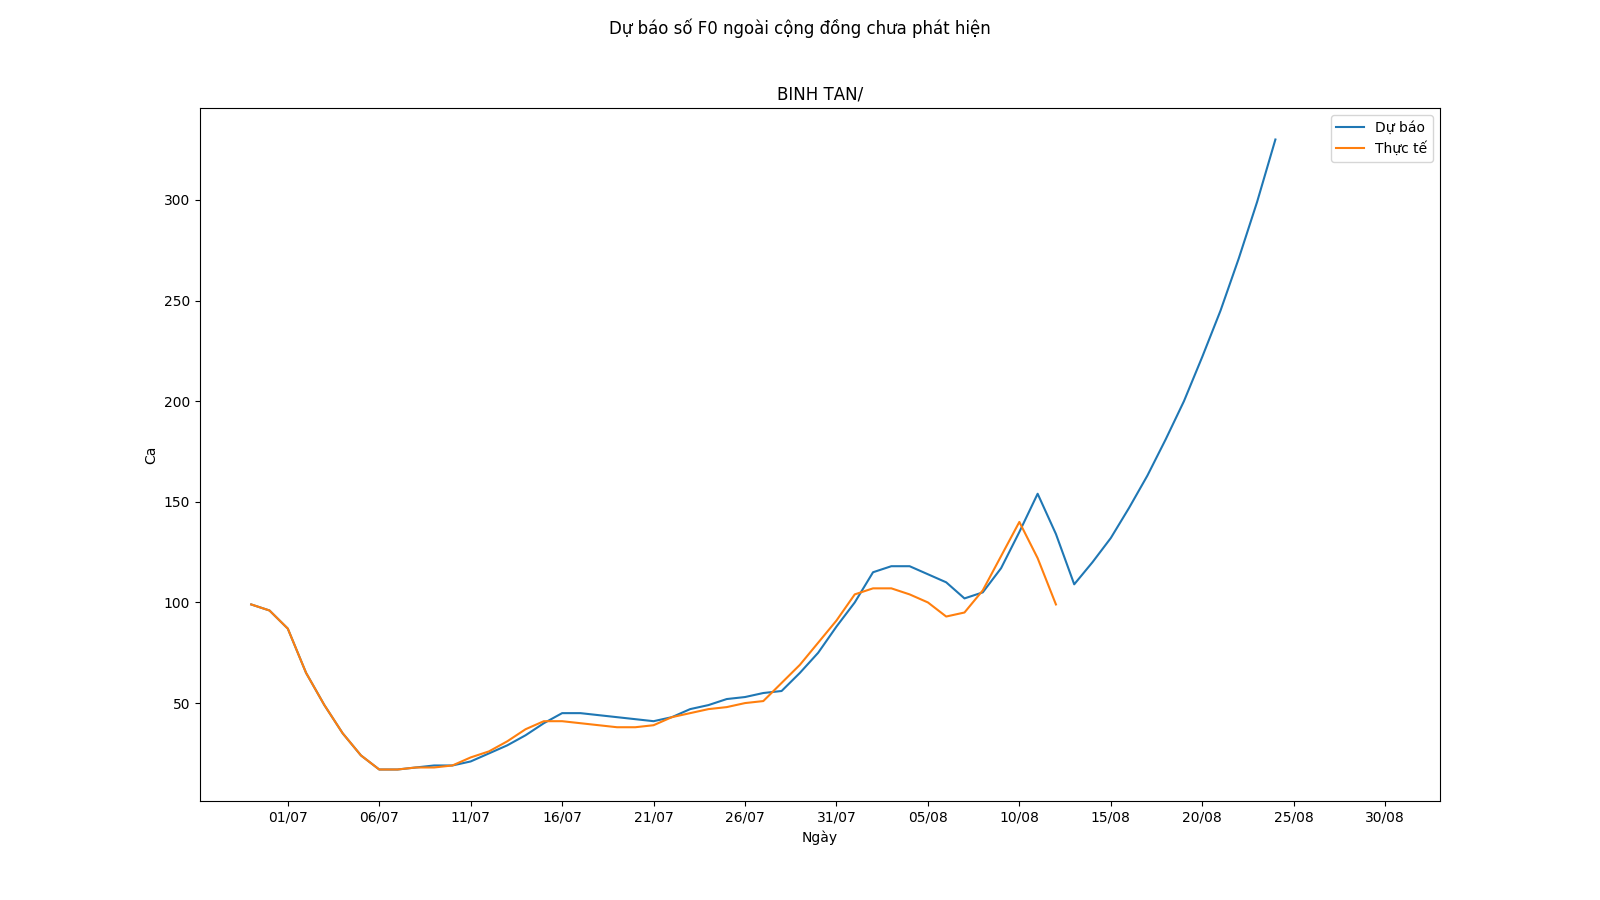 Dự báo số F0 ngoài cộng đồng chưa phát hiện
BINH TAN/
Dự báo
Thực tế
300
250
200
150
100
50
Ca
01/07 06/07 11/07 16/07 21/07 26/07 31/07 05/08 10/08 15/08 20/08 25/08 30/08
Ngày